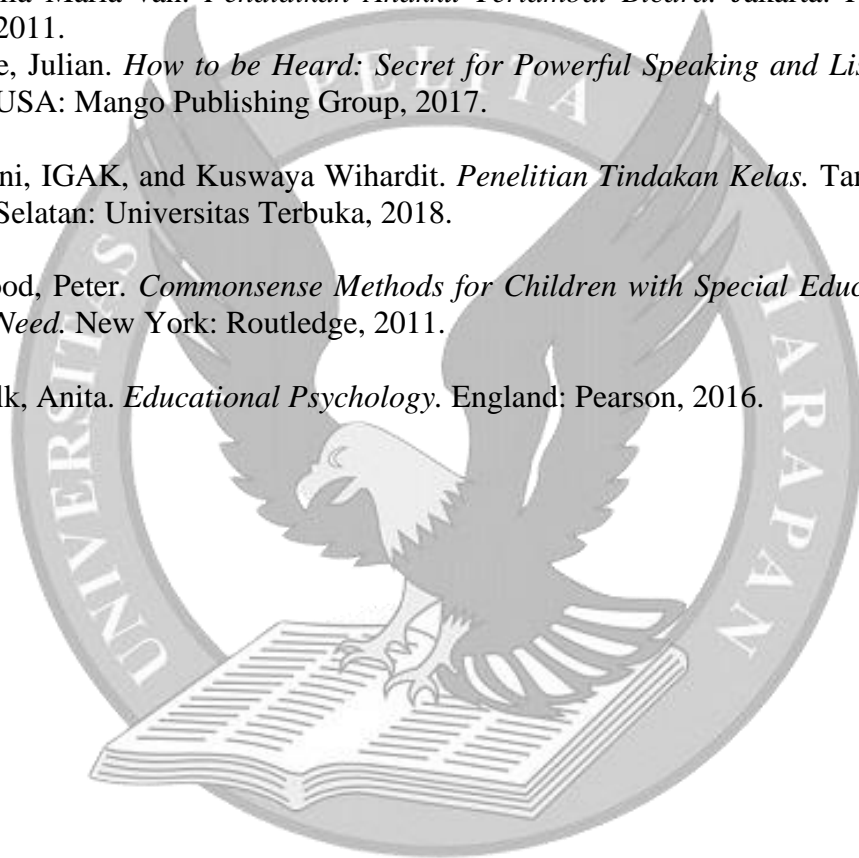 Maria van. Pendidikan Anakku Terlambat Bicara. Jakarta:
2011.
e, Julian. How to be Heard: Secret for Powerful Speaking and Lis
USA: Mango Publishing Group, 2017.
ni, IGAK, and Kuswaya Wihardit. Penelitian Tindakan Kelas. Tan
Selatan: Universitas Terbuka, 2018.
ood, Peter. Commonsense Methods for Children with Special Educ
Need. New York: Routledge, 2011.
lk, Anita. Educational Psychology. England: Pearson, 2016.
UNIVERSITAS PELITA HARAPAN